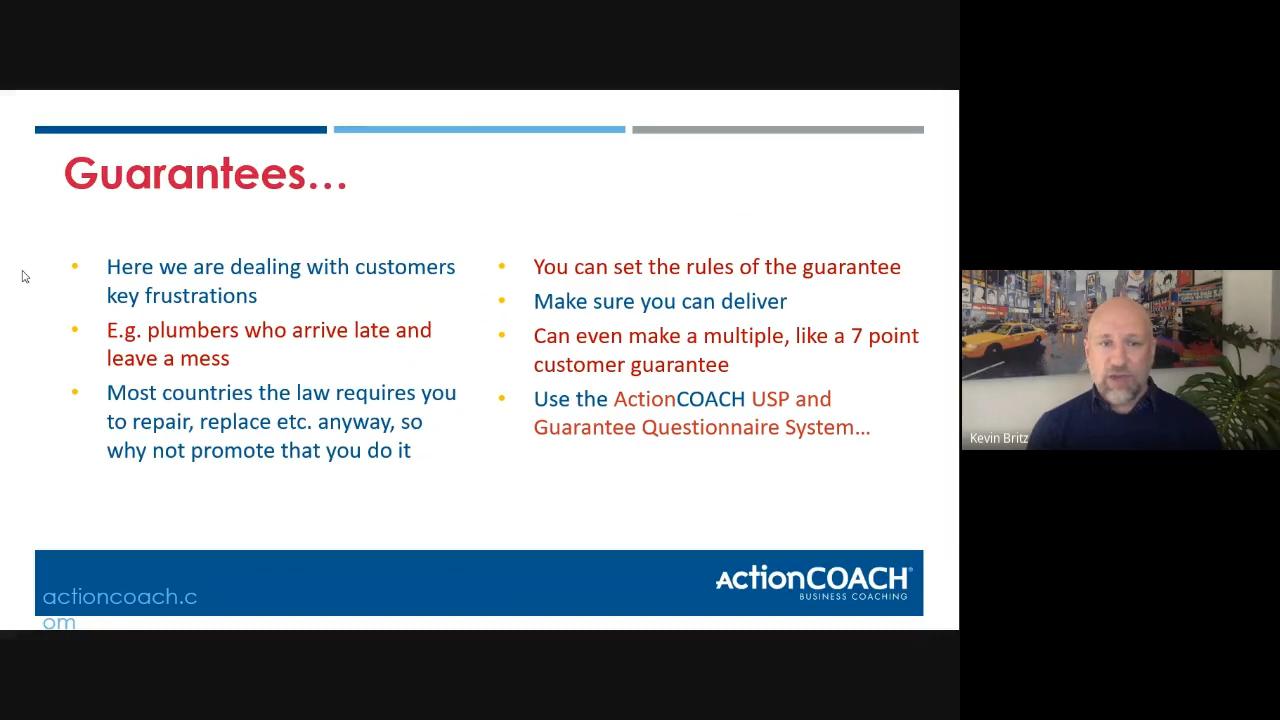 Guarantees...
Here we are dealing with customers
key frustrations
E.g. plumbers who arrive late and
leave a mess
Most countries the law requires you
to repair, replace etc. anyway, so
why not promote that you do it
You can set the rules of the guarantee
Make sure you can deliver
Can even make a multiple, like a 7 point
customer guarantee
Use the ActionCOACH USP and
Guarantee Questionnaire System...
actioncoach.c
om
ActionCOACH®
BUSINESS COACHING
Kevin Britz